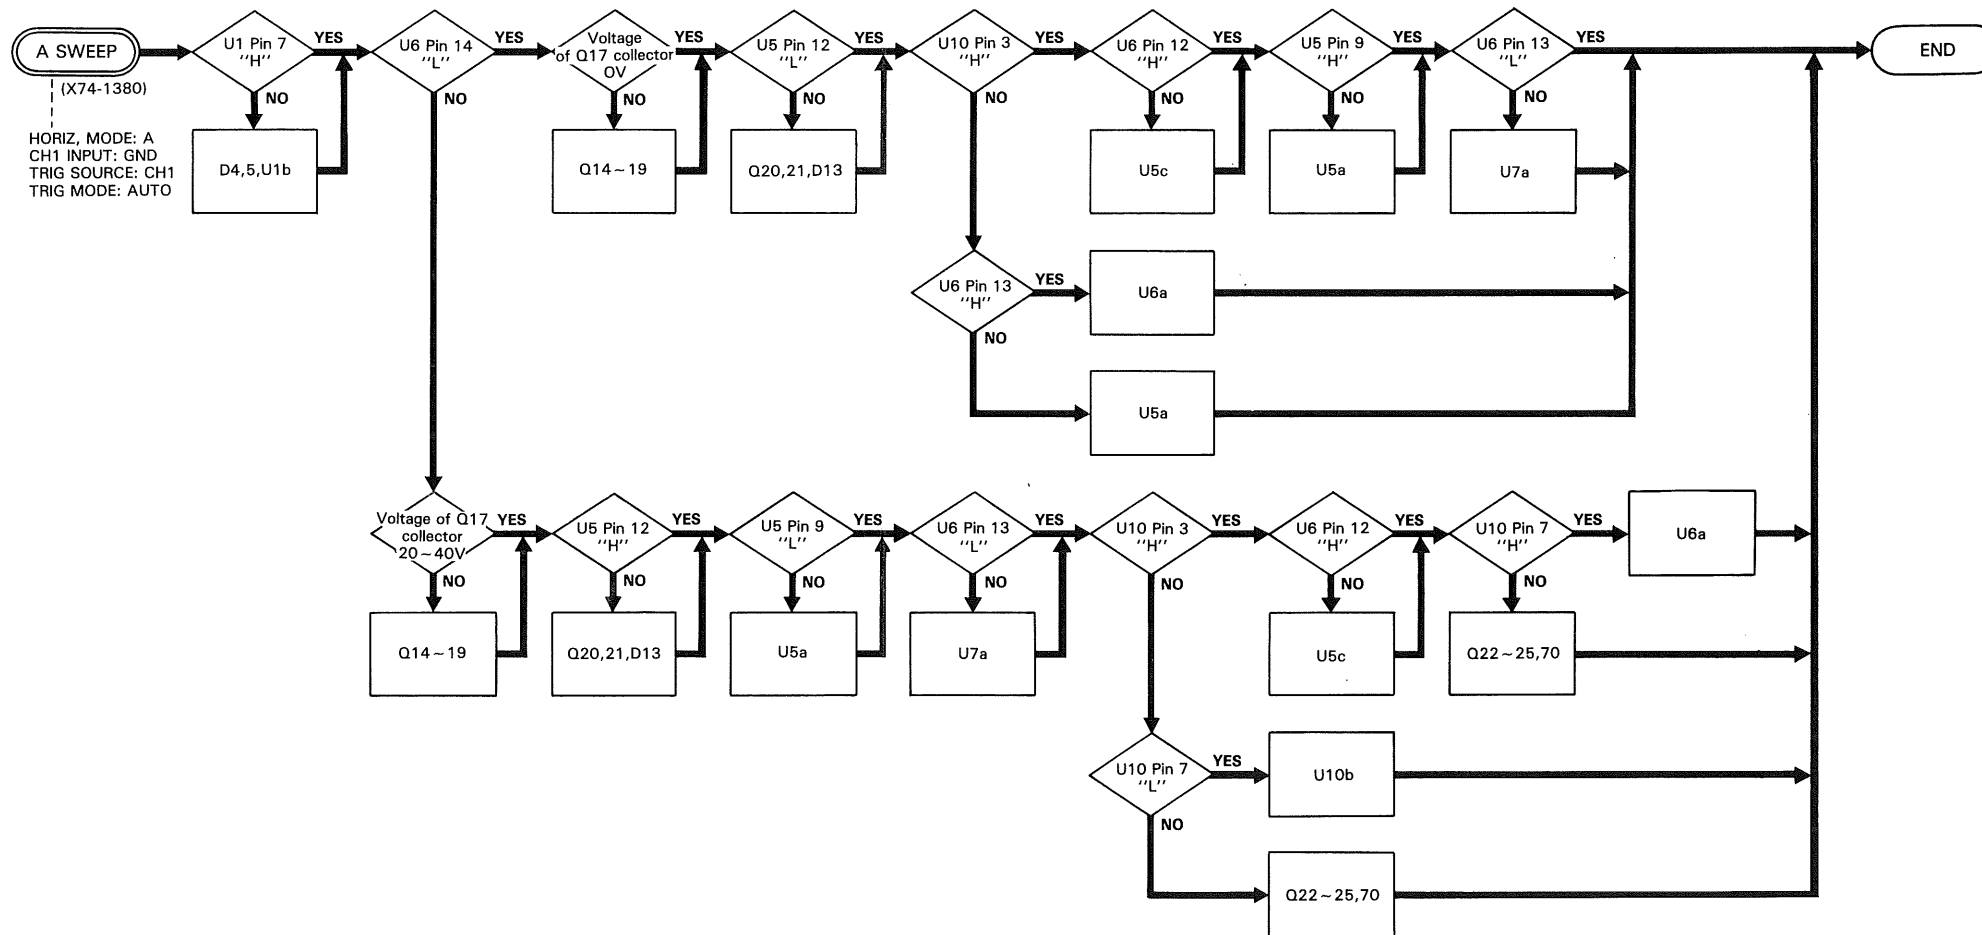 A SWEEP
(X74-1380)
HORIZ, MODE: A
CH1 INPUT: GND
TRIG SOURCE: CH1
TRIG MODE: AUTO
U1 Pin 7
"H"
YES
NO
D4,5,U1b
U6 Pin 14
"L"
YES
NO
Voltage
of Q17 collector
0V
YES
NO
Q14~19
U5 Pin 12
"L"
YES
NO
Q20,21,D13
U10 Pin 3
"H"
YES
NO
U6 Pin 12
"H"
YES
NO
U5c
U5 Pin 9
"H"
YES
NO
U5a
U6 Pin 13
"L"
YES
NO
U7a
END
U6 Pin 13
"H"
YES
NO
U6a
U5a
Voltage of Q17
collector
20~40V
YES
NO
Q14~19
U5 Pin 12
"H"
YES
NO
Q20,21,D13
U5 Pin 9
"L"
YES
NO
U5a
U6 Pin 13
"L"
YES
NO
U7a
U10 Pin 3
"H"
YES
NO
U6 Pin 12
"H"
YES
NO
U5c
U10 Pin 7
"H"
YES
NO
U6a
Q22~25,70
U10 Pin 7
"L"
YES
NO
U10b
Q22~25,70